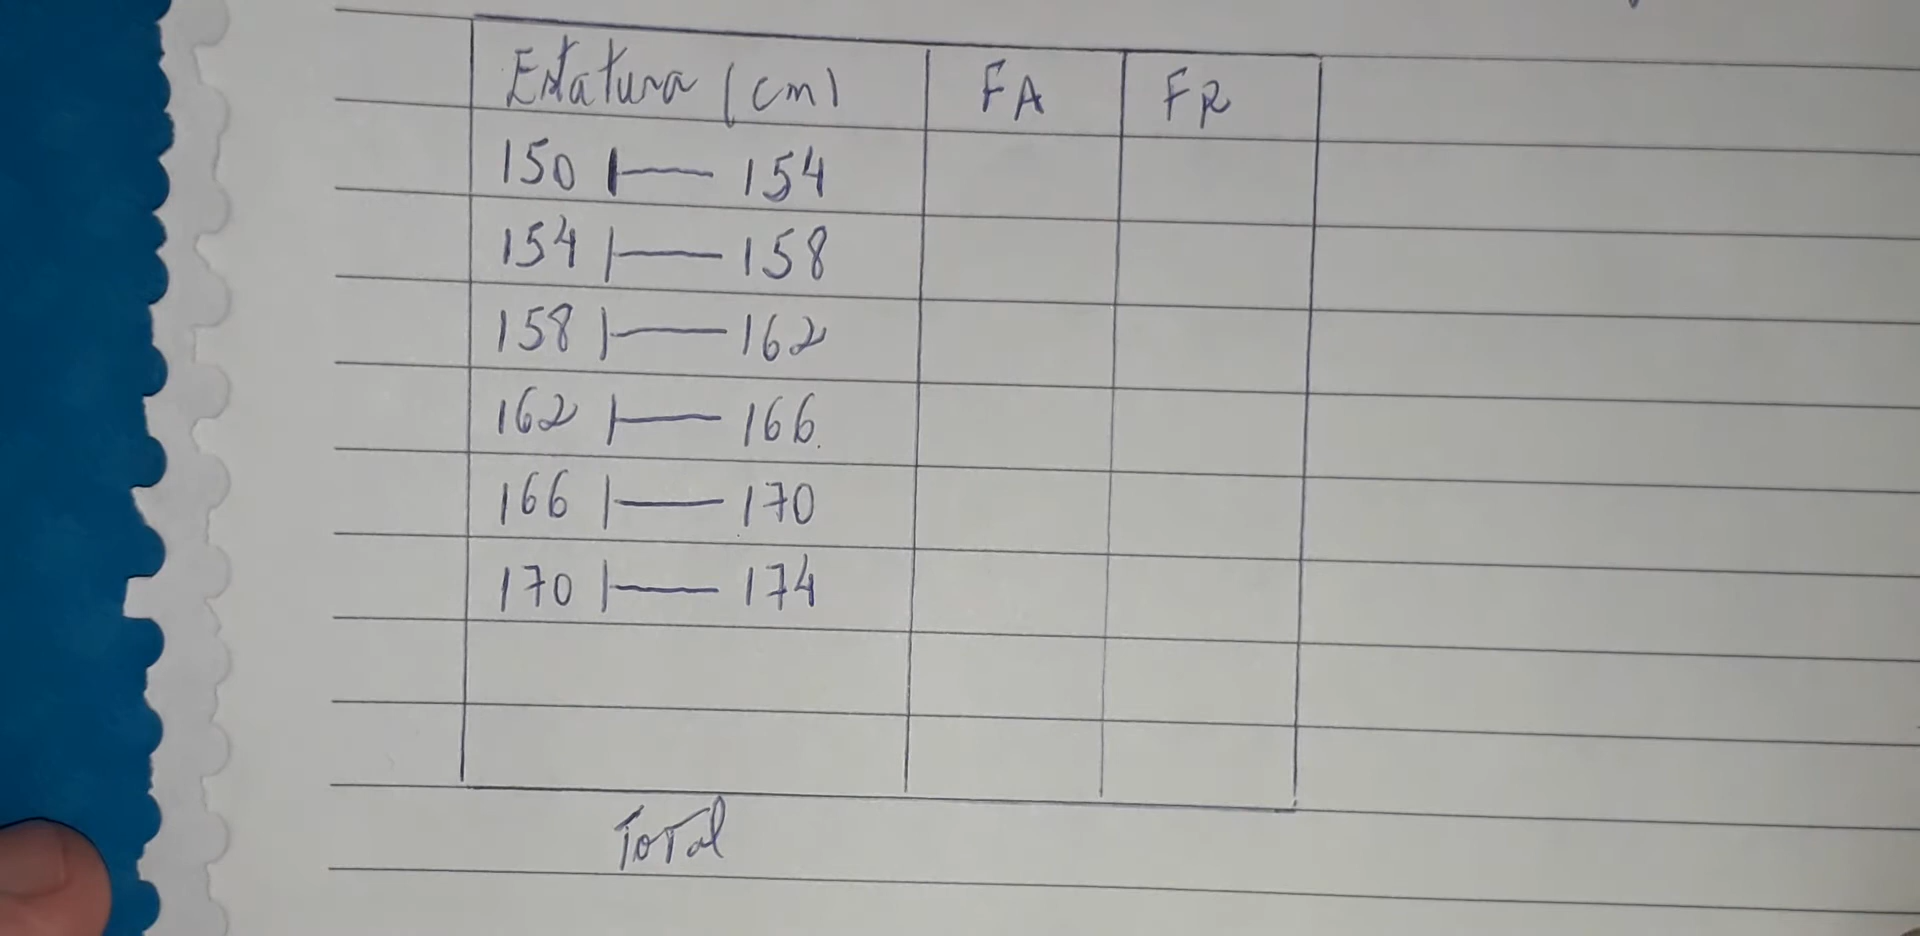 Estatura (cm) FA FR
150 |— 154
154 |— 158
158 |— 162
162 |— 166.
166 |— 170
170 |— 174
Total